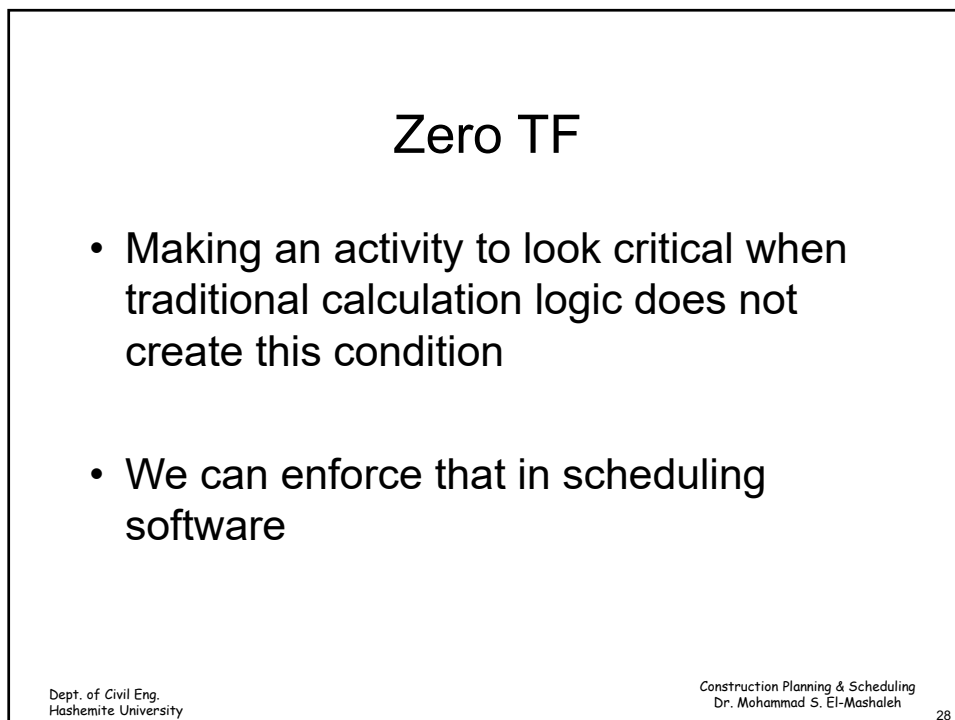 Zero TF
• Making an activity to look critical when
traditional calculation logic does not
create this condition
• We can enforce that in scheduling
software
Dept. of Civil Eng.
Hashemite University
Construction Planning & Scheduling
Dr. Mohammad S. El-Mashaleh
28